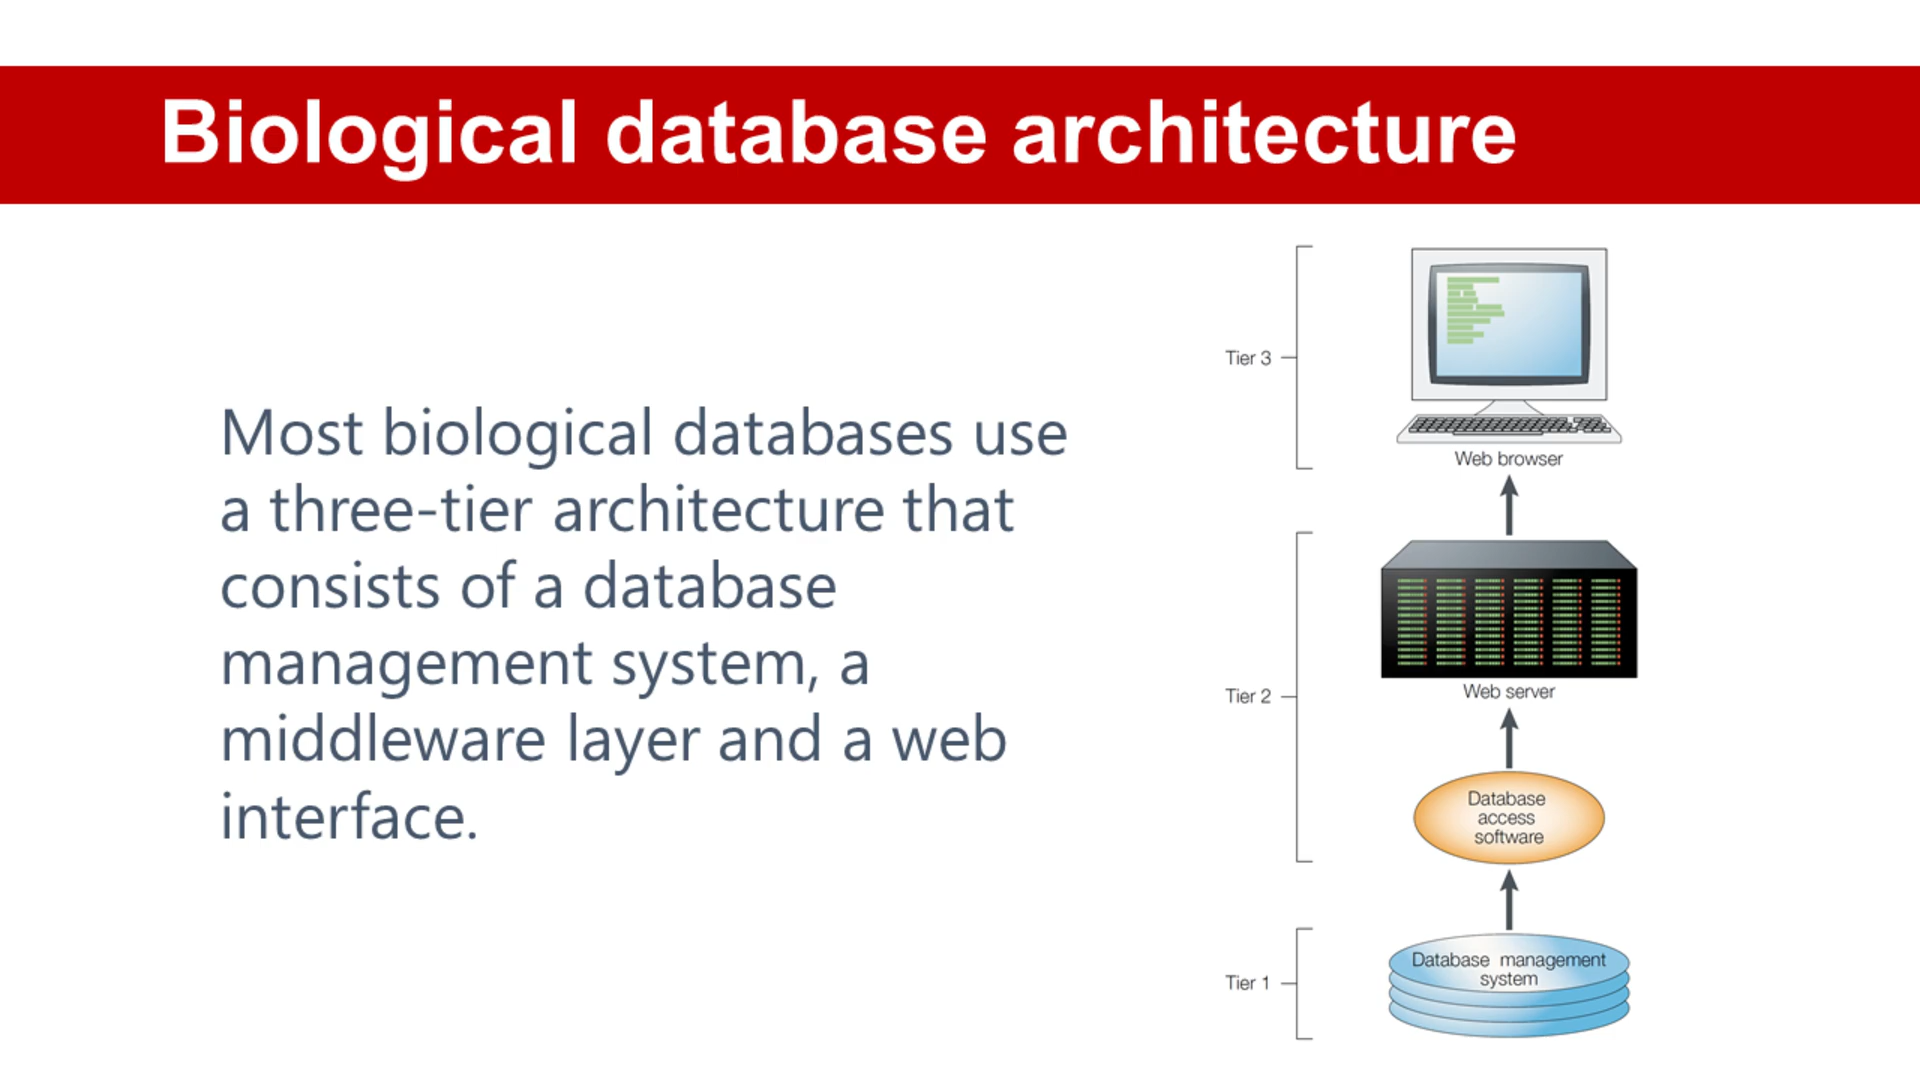 Biological database architecture
Most biological databases use
a three-tier architecture that
consists of a database
management system, a
middleware layer and a web
interface.
Tier 3
Web browser
Tier 2
Web server
Database
access
software
Tier 1
Database management
system